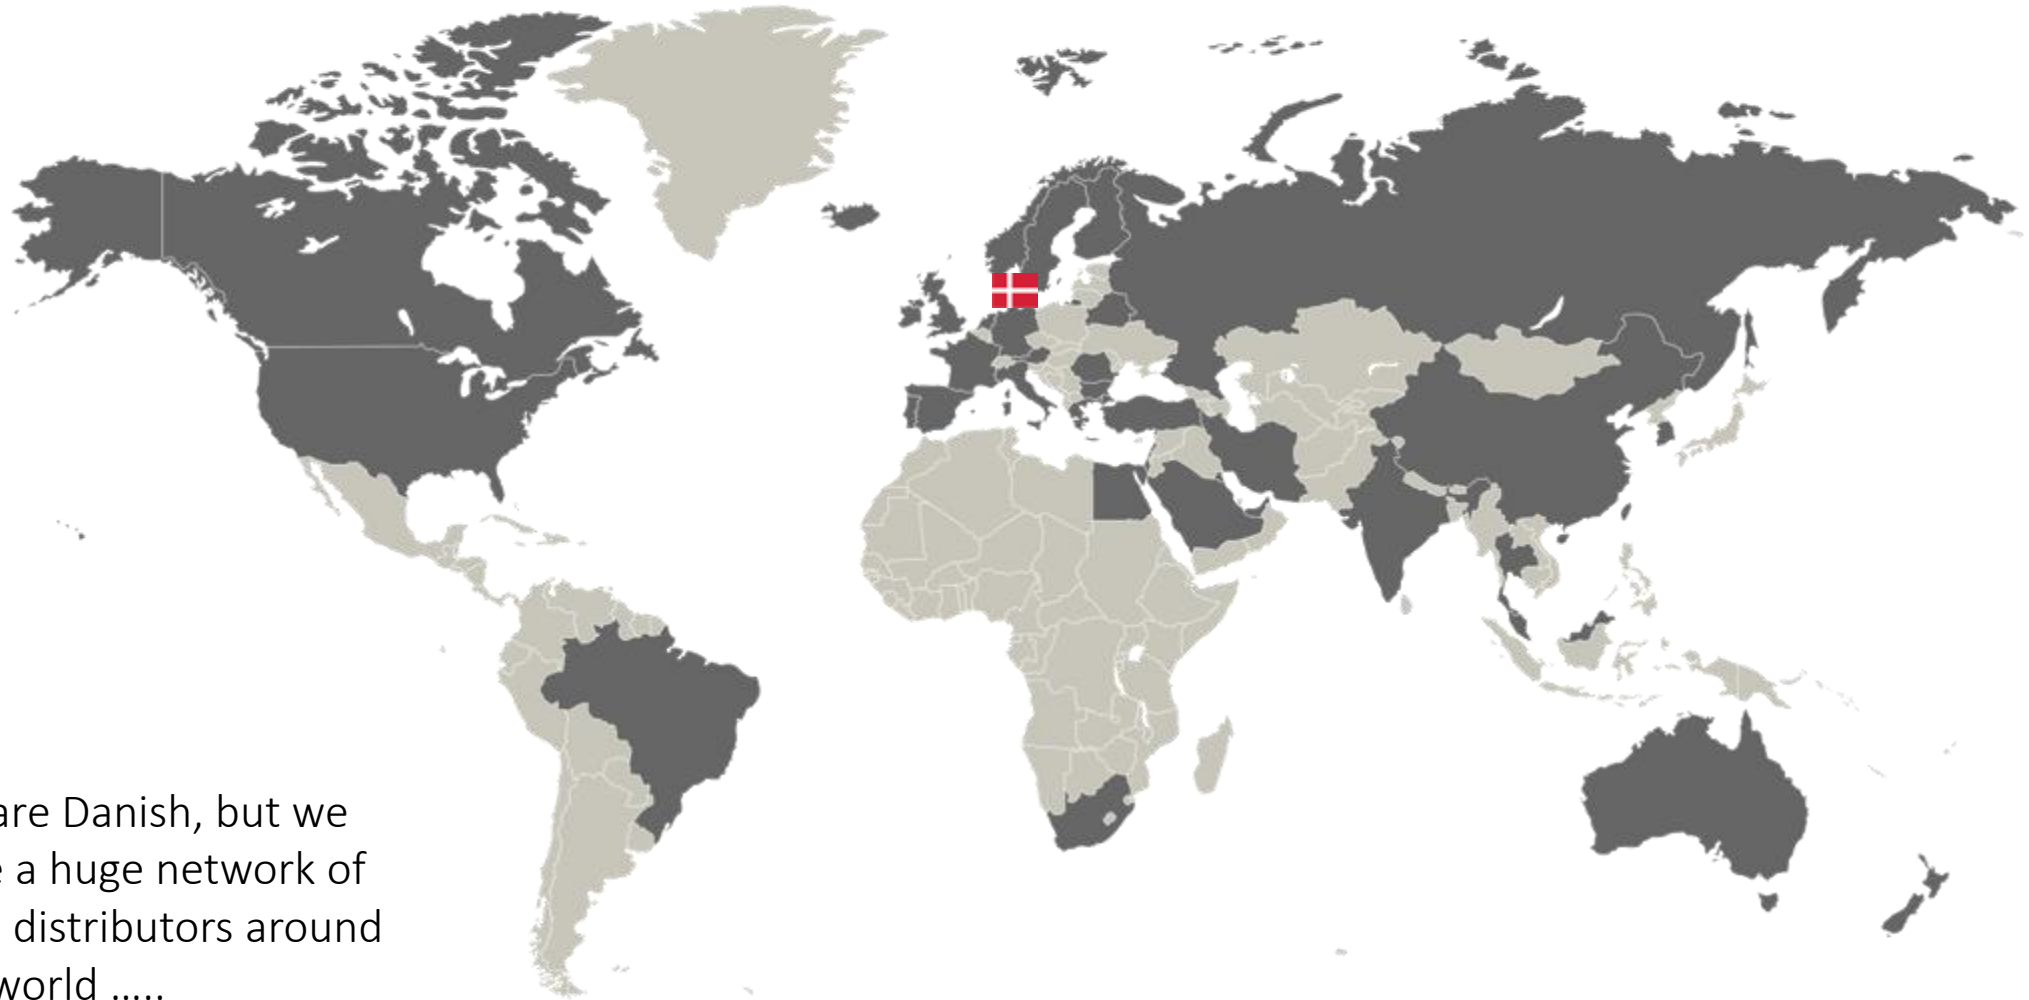 are Danish, but we
a huge network of
distributors around
world …..